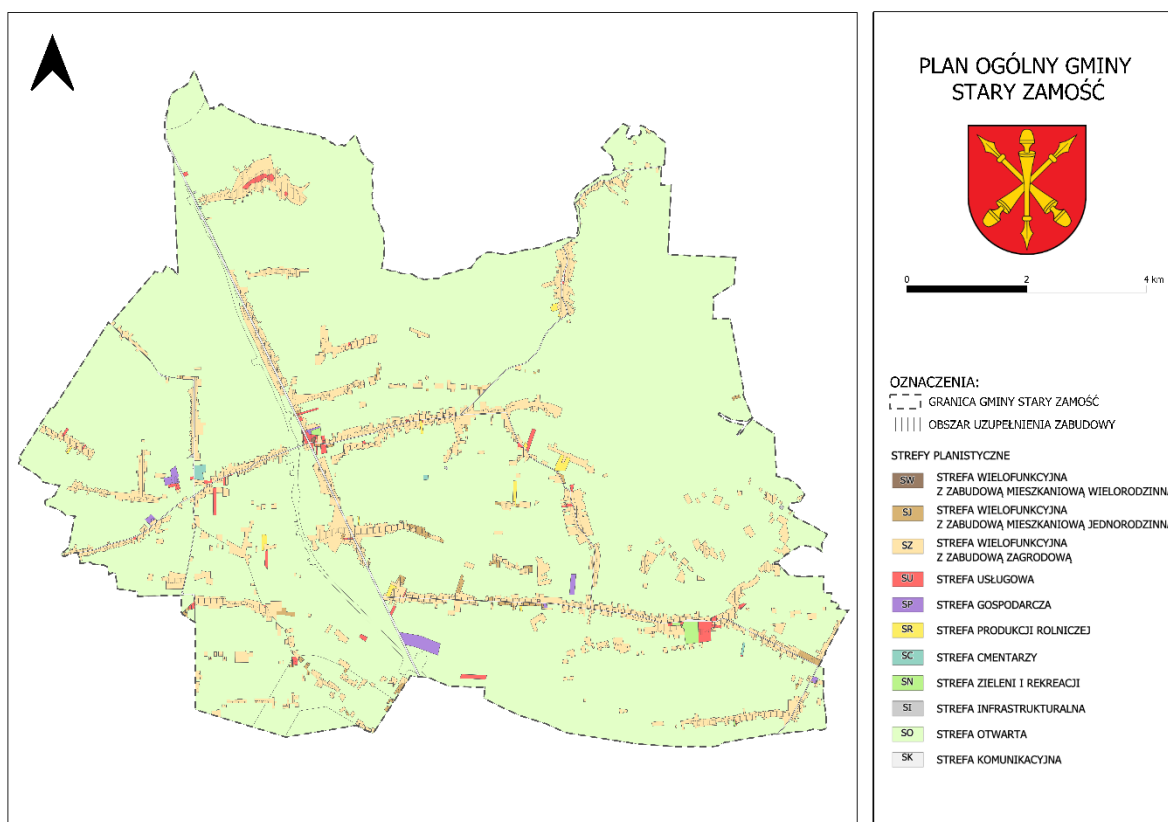 PLAN OGÓLNY GMINY
STARY ZAMOŚĆ
0 2 4 km
OZNACZENIA:
GRANICA GMINY STARY ZAMOŚĆ
OBSZAR UZUPEŁNIENIA ZABUDOWY
STREFY PLANISTYCZNE
SW STREFA WIELOFUNKCYJNA
Z ZABUDOWĄ MIESZKANIOWĄ WIELORODZINNĄ
SJ STREFA WIELOFUNKCYJNA
Z ZABUDOWĄ MIESZKANIOWĄ JEDNORODZINNĄ
SZ STREFA WIELOFUNKCYJNA
Z ZABUDOWĄ ZAGRODOWĄ
SU STREFA USŁUGOWA
SP STREFA GOSPODARCZA
SR STREFA PRODUKCJI ROLNICZEJ
SC STREFA CMENTARZY
SN STREFA ZIELENI I REKREACJI
SI STREFA INFRASTRUKTURALNA
SO STREFA OTWARTA
SK STREFA KOMUNIKACYJNA